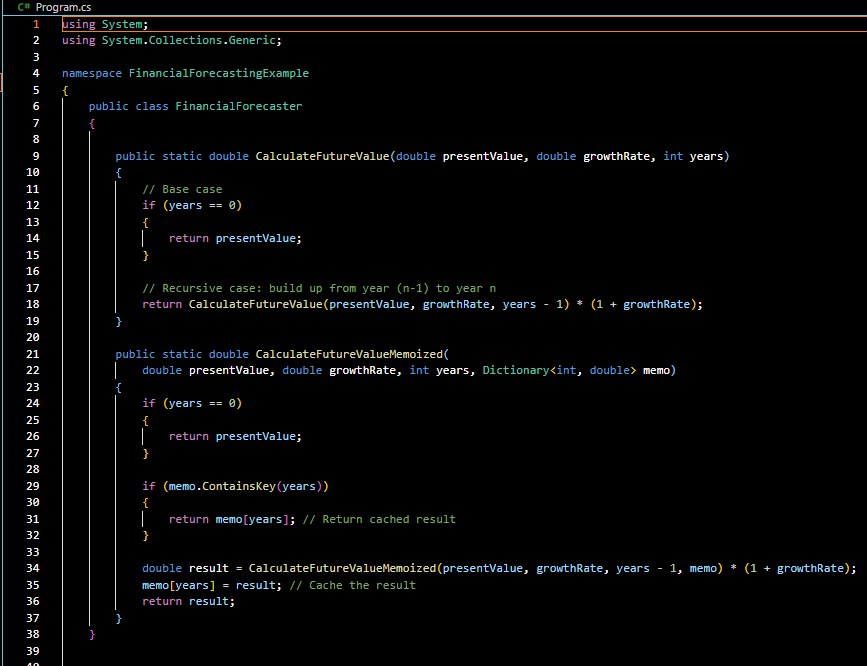 C# Program.cs
1 using System;
2 using System.Collections.Generic;
3
4 namespace FinancialForecastingExample
5 {
6     public class FinancialForecaster
7     {
8
9         public static double CalculateFutureValue(double presentValue, double growthRate, int years)
10         {
11             // Base case
12             if (years == 0)
13             {
14                 return presentValue;
15             }
16
17             // Recursive case: build up from year (n-1) to year n
18             return CalculateFutureValue(presentValue, growthRate, years - 1) * (1 + growthRate);
19         }
20
21         public static double CalculateFutureValueMemoized(
22             double presentValue, double growthRate, int years, Dictionary<int, double> memo)
23         {
24             if (years == 0)
25             {
26                 return presentValue;
27             }
28
29             if (memo.ContainsKey(years))
30             {
31                 return memo[years]; // Return cached result
32             }
33
34             double result = CalculateFutureValueMemoized(presentValue, growthRate, years - 1, memo) * (1 + growthRate);
35             memo[years] = result; // Cache the result
36             return result;
37         }
38     }
39